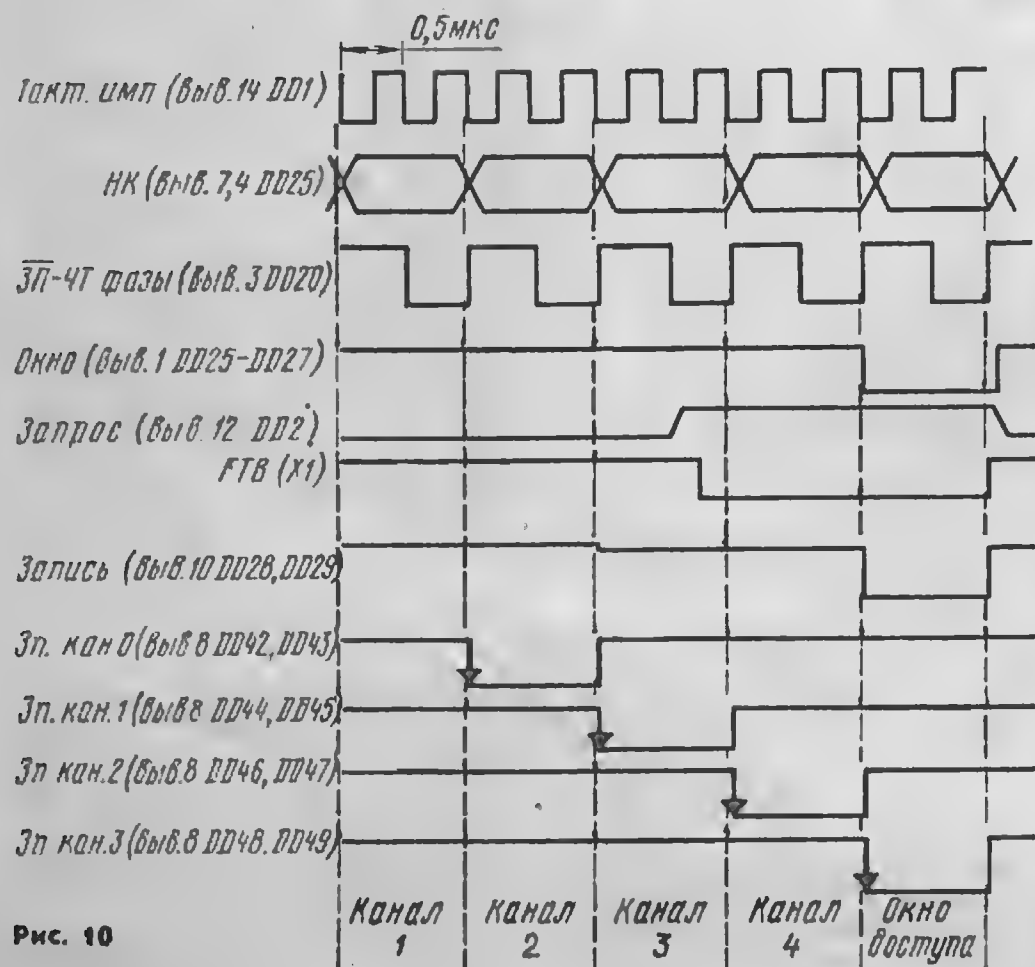 0,5мкс
Такт. имп (выв. 14 DD1)
НК (выв. 7,4 DD25)
ЗП-ЧТ фазы (выв. 3 DD20)
Окно (выв. 1 DD25-DD27)
Запрос (выв. 12 DD2)
FTB (X1)
Запись (выв. 10 DD28, DD29)
Зп. кан 0 (выв 8 DD42, DD43)
Зп. кан. 1 (выв 8 DD44, DD45)
Зп кан. 2 (выв. 8 DD46, DD47)
Зп кан. 3 (выв. 8 DD48. DD49)
Канал 1
Канал 2
Канал 3
Канал 4
Окно доступа
Рис. 10